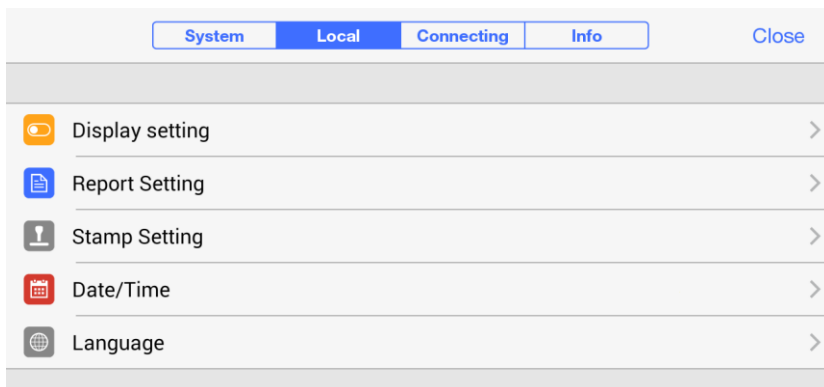 System Local Connecting Info Close
Display setting
Report Setting
Stamp Setting
Date/Time
Language